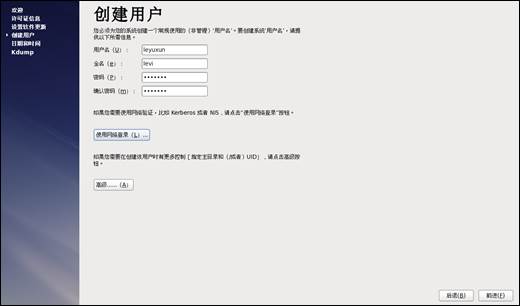 欢迎
许可证信息
设置软件更新
创建用户
日期和时间
Kdump
创建用户
您必须为您的系统创建一个常规使用的（非管理）'用户名'。要创建系统'用户名'，请提
供以下所需信息。
用户名（U）：
leyuxun
全名（e）：
levi
密码（P）：
•••••••
确认密码（m）：
•••••••
如果您需要使用网络验证，比如 Kerberos 或者 NIS，请点击"使用网络登录"按钮。
使用网络登录（L）...
如果您需要在创建该用户时有更多控制 [ 指定主目录和（/或者）UID]，请点击高级按
钮。
高级......（A）
后退(B)
前进(F)